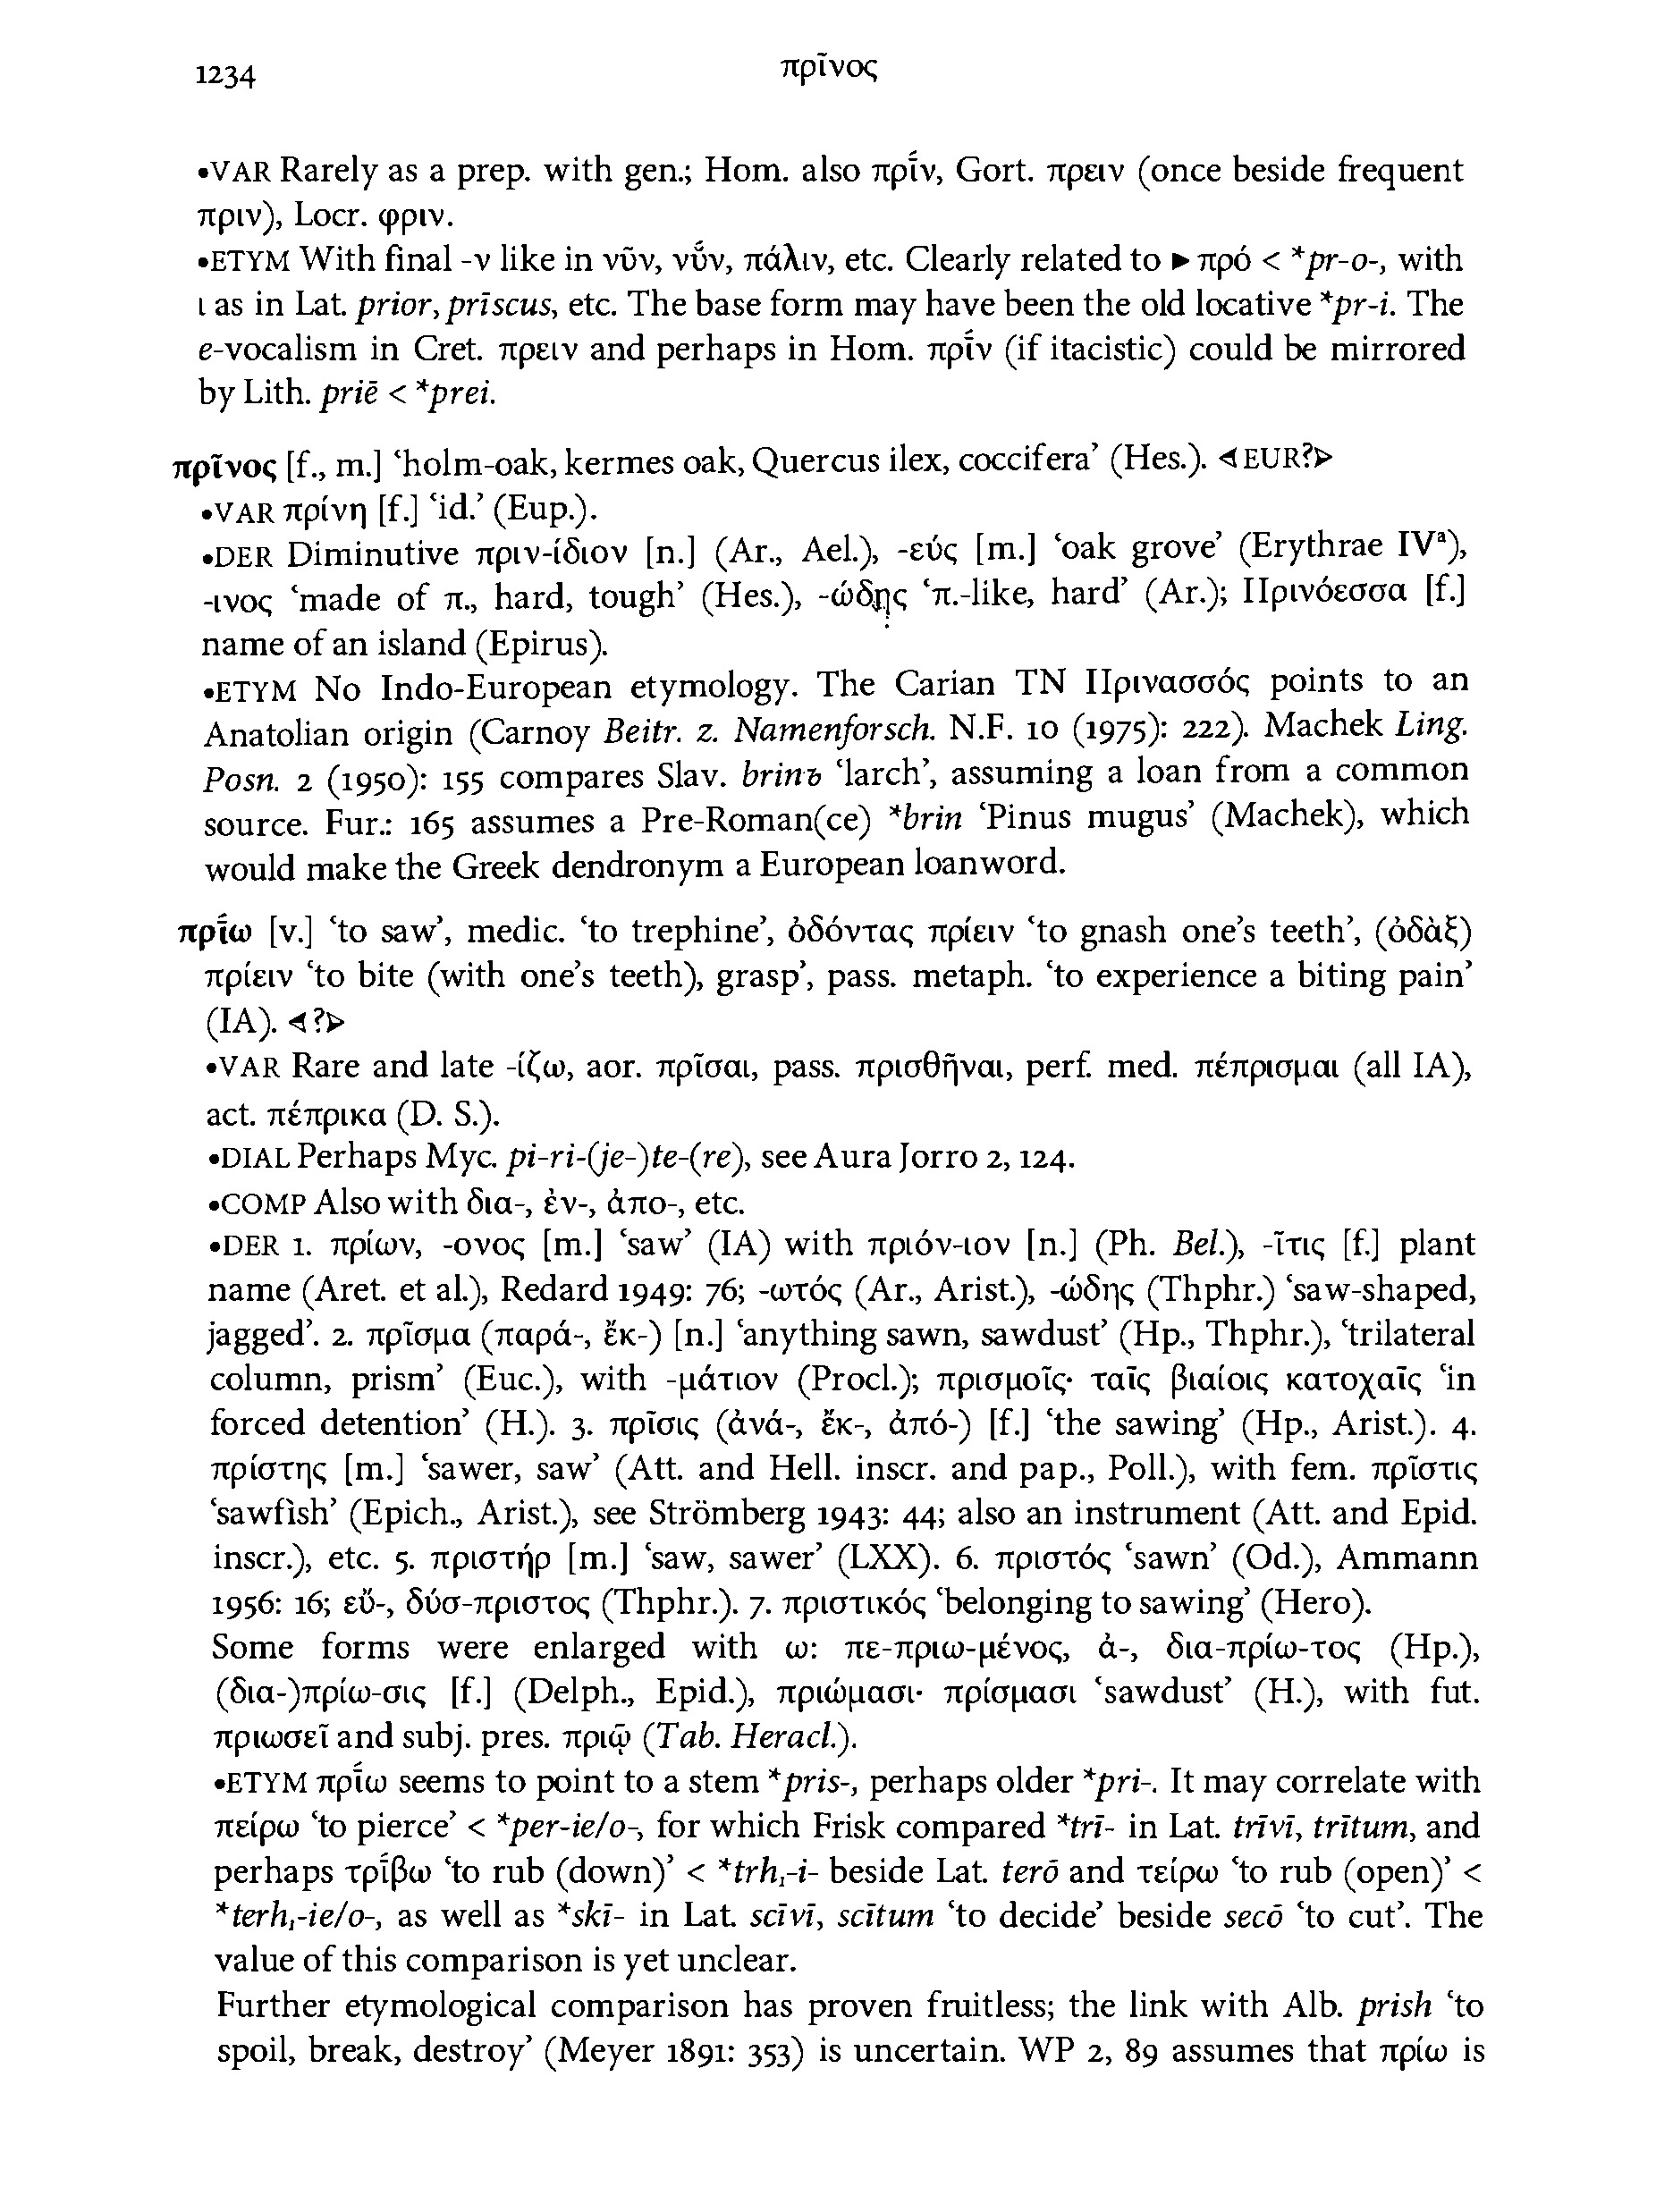 1234
πρῖνος
•VAR Rarely as a prep. with gen.; Hom. also πρί̄ν, Gort. πρειν (once beside frequent
πριν), Locr. φριν.
•ETYM With final -ν like in νῦν, νύ̄ν, πάλιν, etc. Clearly related to ►πρό < *pr-o-, with
ι as in Lat. prior, prīscus, etc. The base form may have been the old locative *pr-i. The
e-vocalism in Cret. πρειν and perhaps in Hom. πρί̄ν (if itacistic) could be mirrored
by Lith. priẽ < *prei.
πρῖνος [f., m.] ‘holm-oak, kermes oak, Quercus ilex, coccifera’ (Hes.). ◁EUR?▷
•VAR πρίνη [f.] ‘id.’ (Eup.).
•DER Diminutive πριν-ίδιον [n.] (Ar., Ael.), -εύς [m.] ‘oak grove’ (Erythrae IVᵃ),
-ινος ‘made of π., hard, tough’ (Hes.), -ώδης ‘π.-like, hard’ (Ar.); Πρινόεσσα [f.]
name of an island (Epirus).
•ETYM No Indo-European etymology. The Carian TN Πρινασσός points to an
Anatolian origin (Carnoy Beitr. z. Namenforsch. N.F. 10 (1975): 222). Machek Ling.
Posn. 2 (1950): 155 compares Slav. brinъ ‘larch’, assuming a loan from a common
source. Fur.: 165 assumes a Pre-Roman(ce) *brin ‘Pinus mugus’ (Machek), which
would make the Greek dendronym a European loanword.
πρί̄ω [v.] ‘to saw’, medic. ‘to trephine’, ὀδόντας πρίειν ‘to gnash one’s teeth’, (ὀδὰξ)
πρίειν ‘to bite (with one’s teeth), grasp’, pass. metaph. ‘to experience a biting pain’
(IA). ◁?▷
•VAR Rare and late -ίζω, aor. πρῖσαι, pass. πρισθῆναι, perf. med. πέπρισμαι (all IA),
act. πέπρικα (D. S.).
•DIAL Perhaps Myc. pi-ri-(je-)te-(re), see Aura Jorro 2, 124.
•COMP Also with δια-, ἐν-, ἀπο-, etc.
•DER 1. πρίων, -ονος [m.] ‘saw’ (IA) with πριόν-ιον [n.] (Ph. Bel.), -ῖτις [f.] plant
name (Aret. et al.), Redard 1949: 76; -ωτός (Ar., Arist.), -ώδης (Thphr.) ‘saw-shaped,
jagged’. 2. πρῖσμα (παρά-, ἔκ-) [n.] ‘anything sawn, sawdust’ (Hp., Thphr.), ‘trilateral
column, prism’ (Euc.), with -μάτιον (Procl.); πρισμοῖς· ταῖς βιαίοις κατοχαῖς ‘in
forced detention’ (H.). 3. πρῖσις (ἀνά-, ἔκ-, ἀπό-) [f.] ‘the sawing’ (Hp., Arist.). 4.
πρίστης [m.] ‘sawer, saw’ (Att. and Hell. inscr. and pap., Poll.), with fem. πρῖστις
‘sawfish’ (Epich., Arist.), see Strömberg 1943: 44; also an instrument (Att. and Epid.
inscr.), etc. 5. πριστήρ [m.] ‘saw, sawer’ (LXX). 6. πριστός ‘sawn’ (Od.), Ammann
1956: 16; εὔ-, δύσ-πριστος (Thphr.). 7. πριστικός ‘belonging to sawing’ (Hero).
Some forms were enlarged with ω: πε-πριω-μένος, ἀ-, δια-πρίω-τος (Hp.),
(δια-)πρίω-σις [f.] (Delph., Epid.), πριώμασι· πρίσμασι ‘sawdust’ (H.), with fut.
πριωσεῖ and subj. pres. πριῴ (Tab. Heracl.).
•ETYM πρί̄ω seems to point to a stem *pris-, perhaps older *pri-. It may correlate with
πείρω ‘to pierce’ < *per-ie/o-, for which Frisk compared *trī- in Lat. trīvī, trītum, and
perhaps τρί̄βω ‘to rub (down)’ < *trh₁-i- beside Lat. terō and τείρω ‘to rub (open)’ <
*terh₁-ie/o-, as well as *skī- in Lat. scīvī, scītum ‘to decide’ beside secō ‘to cut’. The
value of this comparison is yet unclear.
Further etymological comparison has proven fruitless; the link with Alb. prish ‘to
spoil, break, destroy’ (Meyer 1891: 353) is uncertain. WP 2, 89 assumes that πρίω is